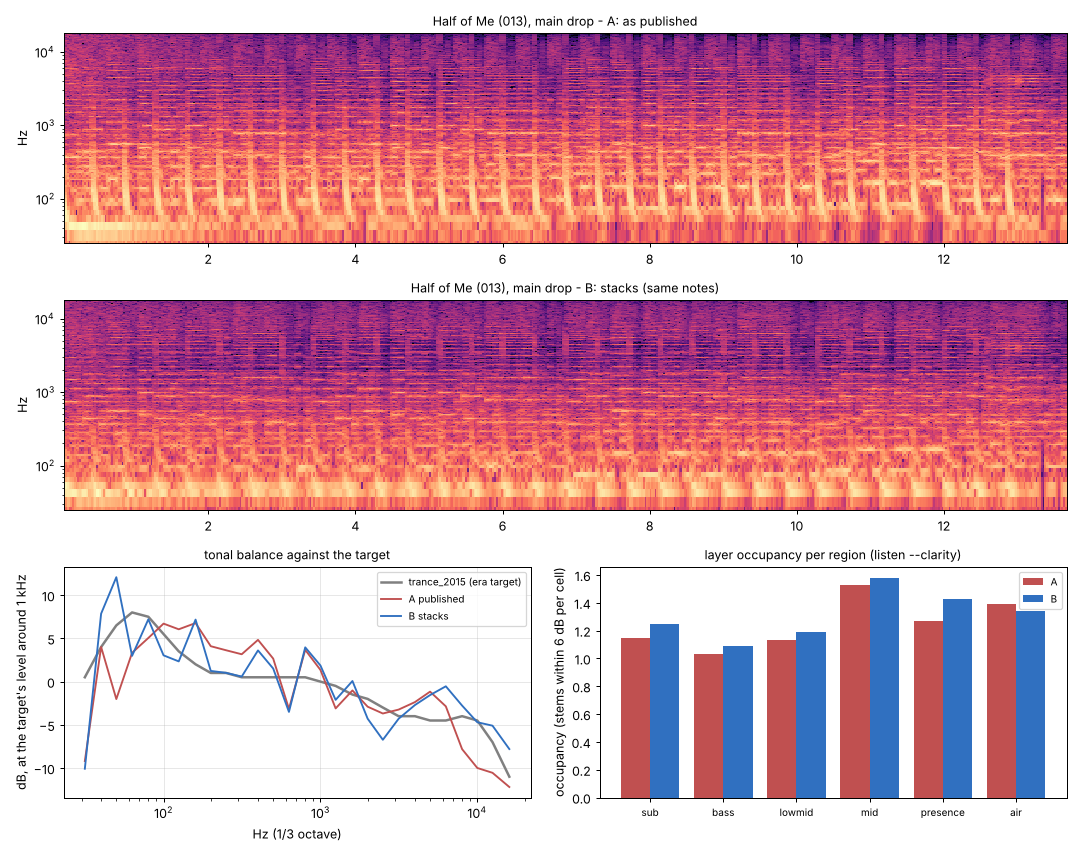 Half of Me (013), main drop - A: as published
Hz
10⁴
10³
10²
2 4 6 8 10 12
Half of Me (013), main drop - B: stacks (same notes)
Hz
10⁴
10³
10²
2 4 6 8 10 12
tonal balance against the target
dB, at the target's level around 1 kHz
10
5
0
−5
−10
trance_2015 (era target)
A published
B stacks
10² 10³ 10⁴
Hz (1/3 octave)
layer occupancy per region (listen --clarity)
occupancy (stems within 6 dB per cell)
1.6
1.4
1.2
1.0
0.8
0.6
0.4
0.2
0.0
A
B
sub bass lowmid mid presence air